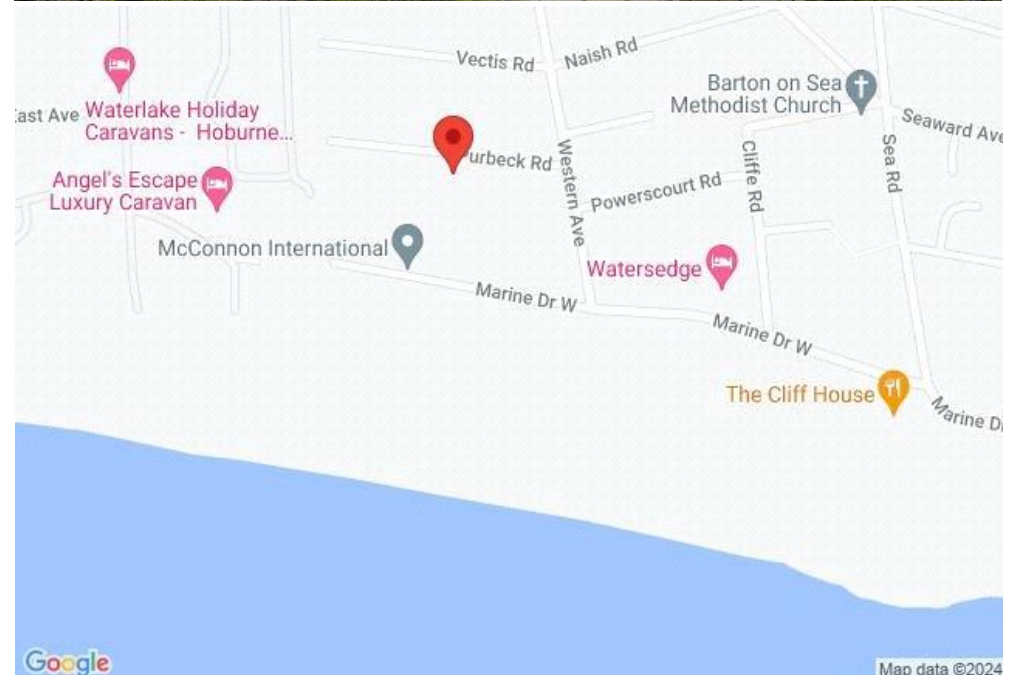 Vectis Rd
Naish Rd
Barton on Sea
Methodist Church
East Ave
Waterlake Holiday
Caravans - Hoburne...
Seaward Ave
Purbeck Rd
Western Ave
Cliffe Rd
Sea Rd
Angel's Escape
Luxury Caravan
Powerscourt Rd
McConnon International
Watersedge
Marine Dr W
Marine Dr W
The Cliff House
Marine D
Google
Map data ©2024